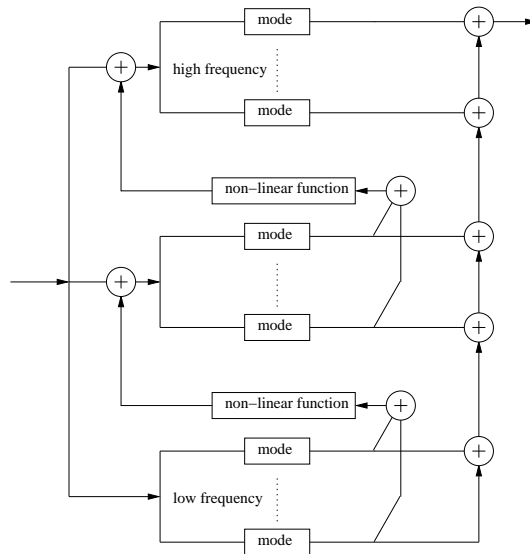 mode
high frequency
mode
non−linear function
mode
mode
non−linear function
mode
low frequency
mode